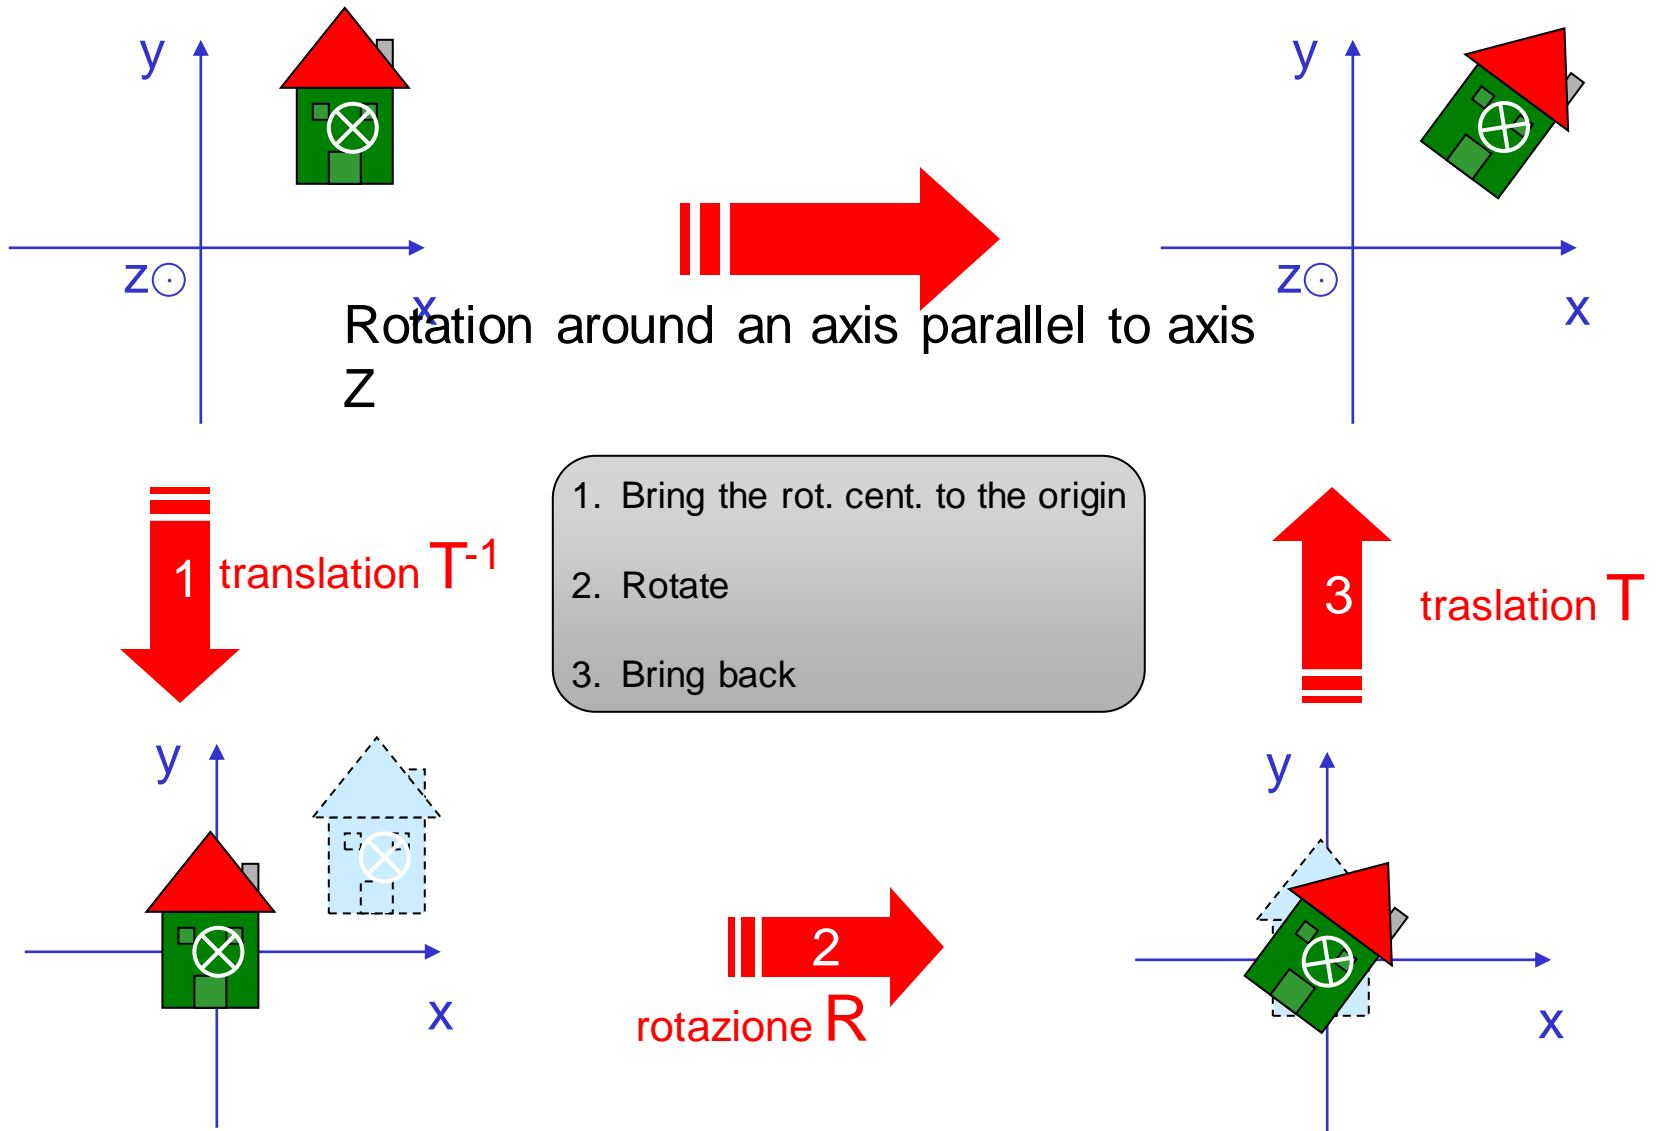 y
y
z
x
z
x
Rotation around an axis parallel to axis
Z
1. Bring the rot. cent. to the origin
2. Rotate
3. Bring back
1 translation T-1
3 traslation T
y
x
2
rotazione R
y
x